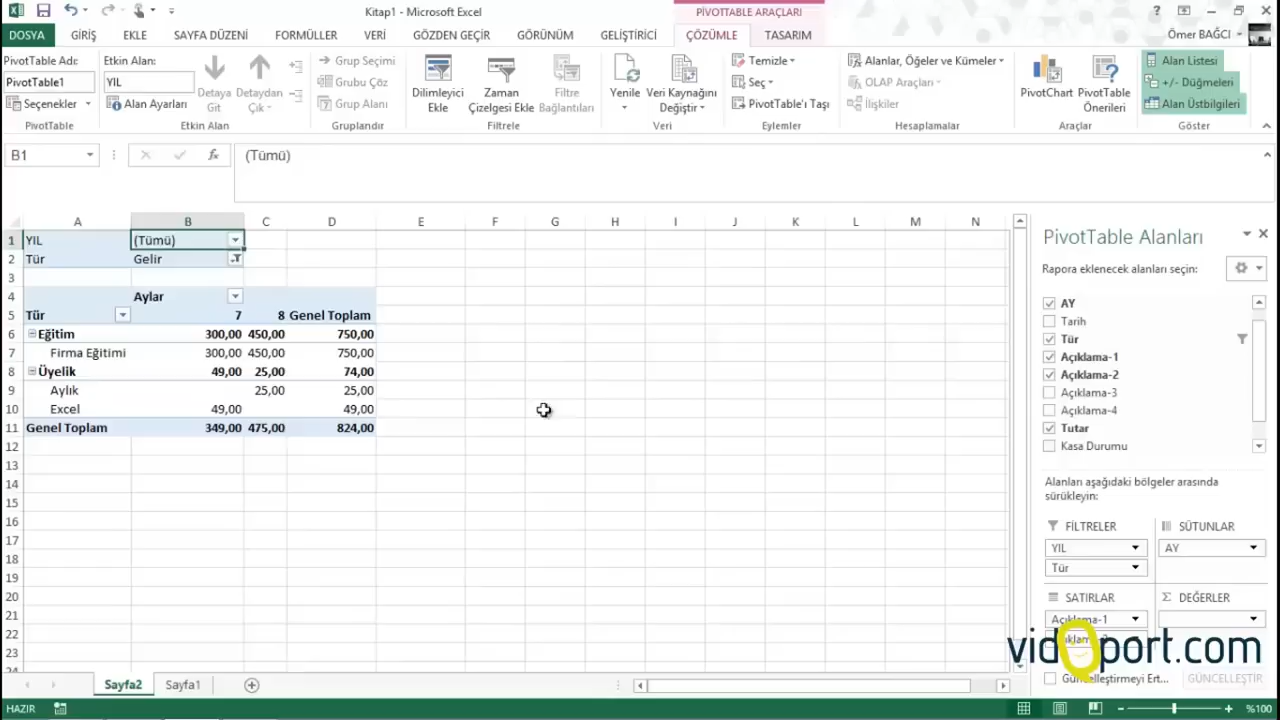 Kitap1 - Microsoft Excel
PİVOTTABLE ARAÇLARI
?
DOSYA GİRİŞ EKLE SAYFA DÜZENİ FORMÜLLER VERİ GÖZDEN GEÇİR GÖRÜNÜM GELİŞTİRİCİ ÇÖZÜMLE TASARIM Ömer BAĞCI
PivotTable Adı:
PivotTable1
Seçenekler
PivotTable
Etkin Alan:
YIL
Alan Ayarları
Detaya Git
Detaydan Çık
Etkin Alan
Grup Seçimi
Grubu Çöz
Grup Alanı
Gruplandır
Dilimleyici Ekle
Zaman Çizelgesi Ekle
Filtre Bağlantıları
Filtrele
Yenile
Veri Kaynağını Değiştir
Veri
Temizle
Seç
PivotTable'ı Taşı
Eylemler
Alanlar, Öğeler ve Kümeler
OLAP Araçları
İlişkiler
Hesaplamalar
PivotChart
PivotTable Önerileri
Araçlar
Alan Listesi
+/- Düğmeleri
Alan Üstbilgileri
Göster
B1 fx (Tümü)
A B C D E F G H I J K L M N
1 YIL (Tümü)
2 Tür Gelir
3
4 Aylar
5 Tür 7 8 Genel Toplam
6 Eğitim 300,00 450,00 750,00
7 Firma Eğitimi 300,00 450,00 750,00
8 Üyelik 49,00 25,00 74,00
9 Aylık 25,00 25,00
10 Excel 49,00 49,00
11 Genel Toplam 349,00 475,00 824,00
12
13
14
15
16
17
18
19
20
21
22
23
24
PivotTable Alanları
Rapora eklenecek alanları seçin:
AY
Tarih
Tür
Açıklama-1
Açıklama-2
Açıklama-3
Açıklama-4
Tutar
Kasa Durumu
Alanları aşağıdaki bölgeler arasında
sürükleyin:
FİLTRELER
YIL
Tür
SÜTUNLAR
AY
SATIRLAR
Açıklama-1
DEĞERLER
vidoport.com
Güncelleştirmeyi Ert... GÜNCELLEŞTİR
Sayfa2 Sayfa1
HAZIR
%100